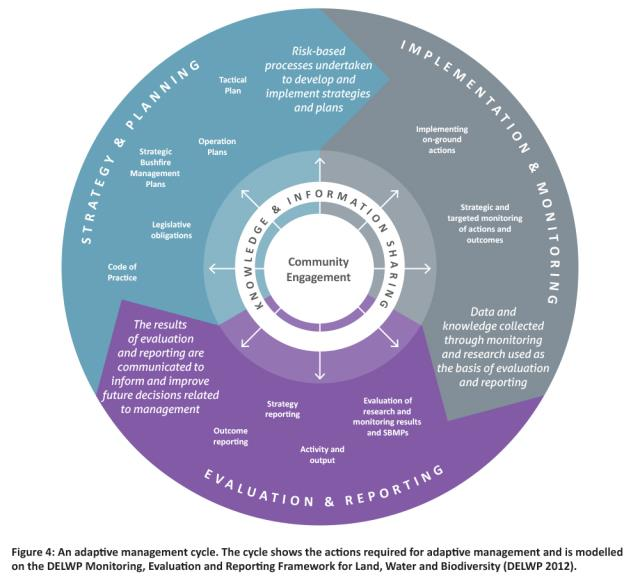 STRATEGY & PLANNING
Risk-based
processes undertaken
to develop and
implement strategies
and plans
Tactical
Plan
Operation
Plans
Strategic
Bushfire
Management
Plans
Legislative
obligations
Code of
Practice
IMPLEMENTATION & MONITORING
Implementing
on-ground
actions
Strategic and
targeted monitoring
of actions and
outcomes
Data and
knowledge collected
through monitoring
and research used as
the basis of evaluation
and reporting
KNOWLEDGE & INFORMATION SHARING
Community
Engagement
The results
of evaluation
and reporting are
communicated to
inform and improve
future decisions related
to management
Strategy
reporting
Evaluation of
research and
monitoring results
and SBMPs
Outcome
reporting
Activity and
output
EVALUATION & REPORTING
Figure 4: An adaptive management cycle. The cycle shows the actions required for adaptive management and is modelled
on the DELWP Monitoring, Evaluation and Reporting Framework for Land, Water and Biodiversity (DELWP 2012).